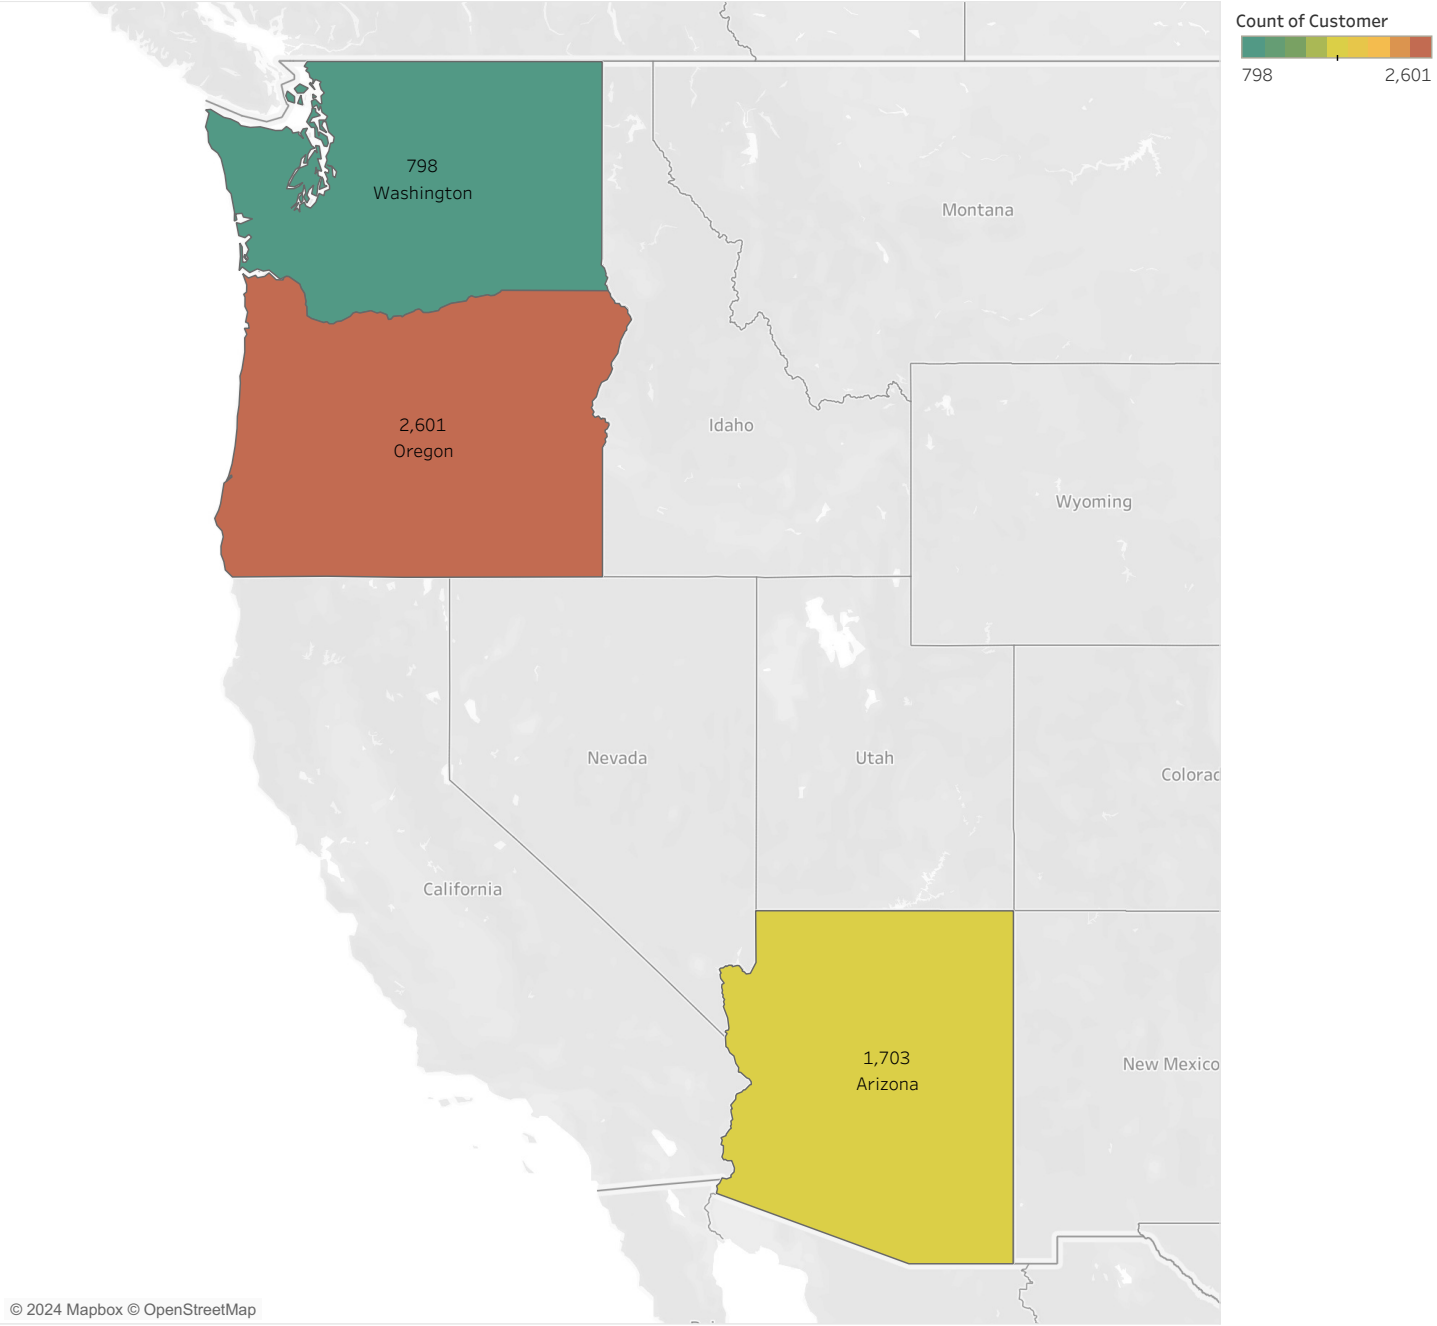 Count of Customer
798 2,601
798
Washington
Montana
2,601
Oregon
Idaho
Wyoming
Nevada
Utah
Colorad
California
1,703
Arizona
New Mexico
© 2024 Mapbox © OpenStreetMap